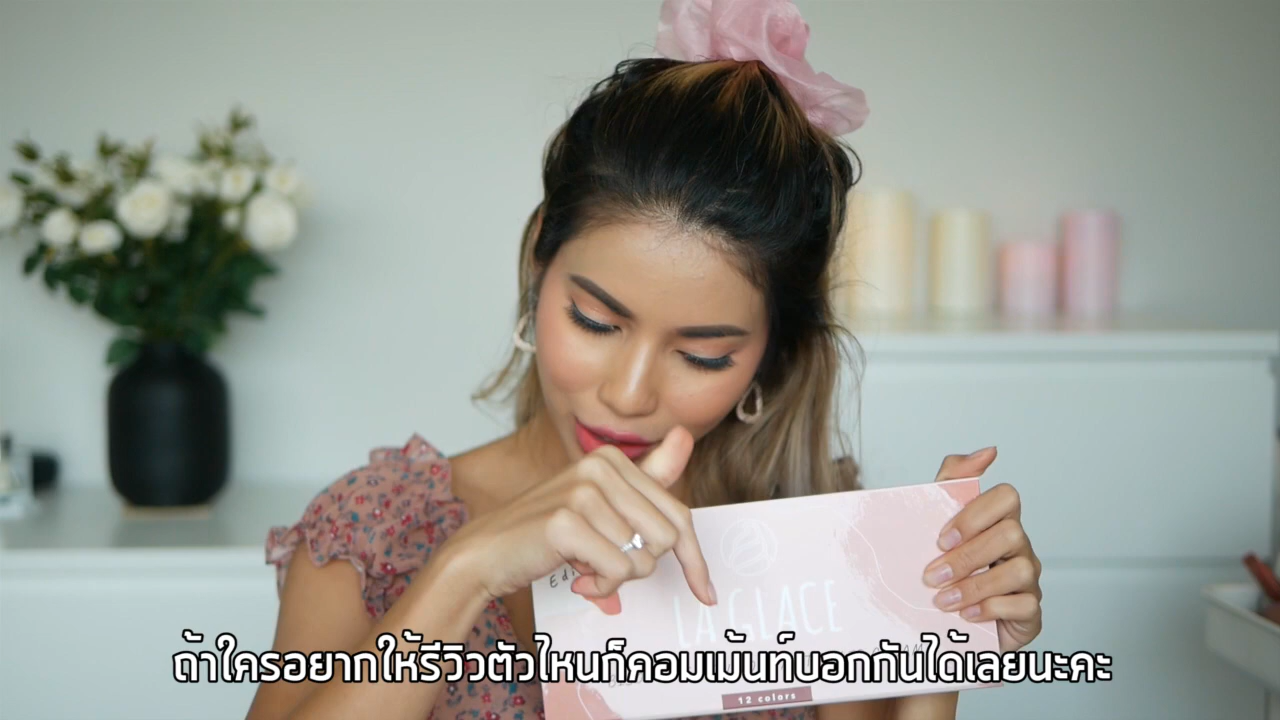 LA GLACE
ถ้าใครอยากให้รีวิวตัวไหนก็คอมเม้นท์บอกกันได้เลยนะคะ
12 colors